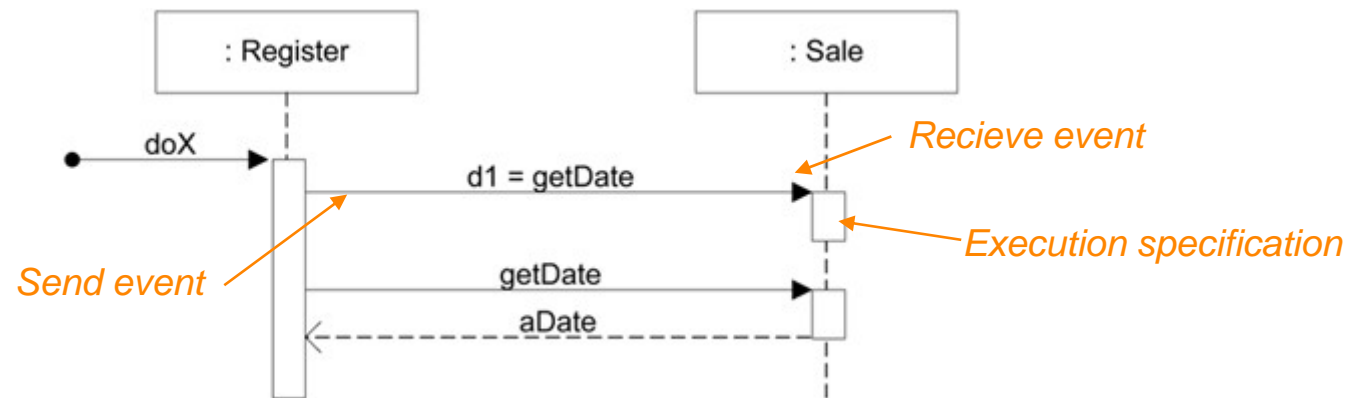 : Register
: Sale
doX
Recieve event
d1 = getDate
Execution specification
Send event
getDate
aDate